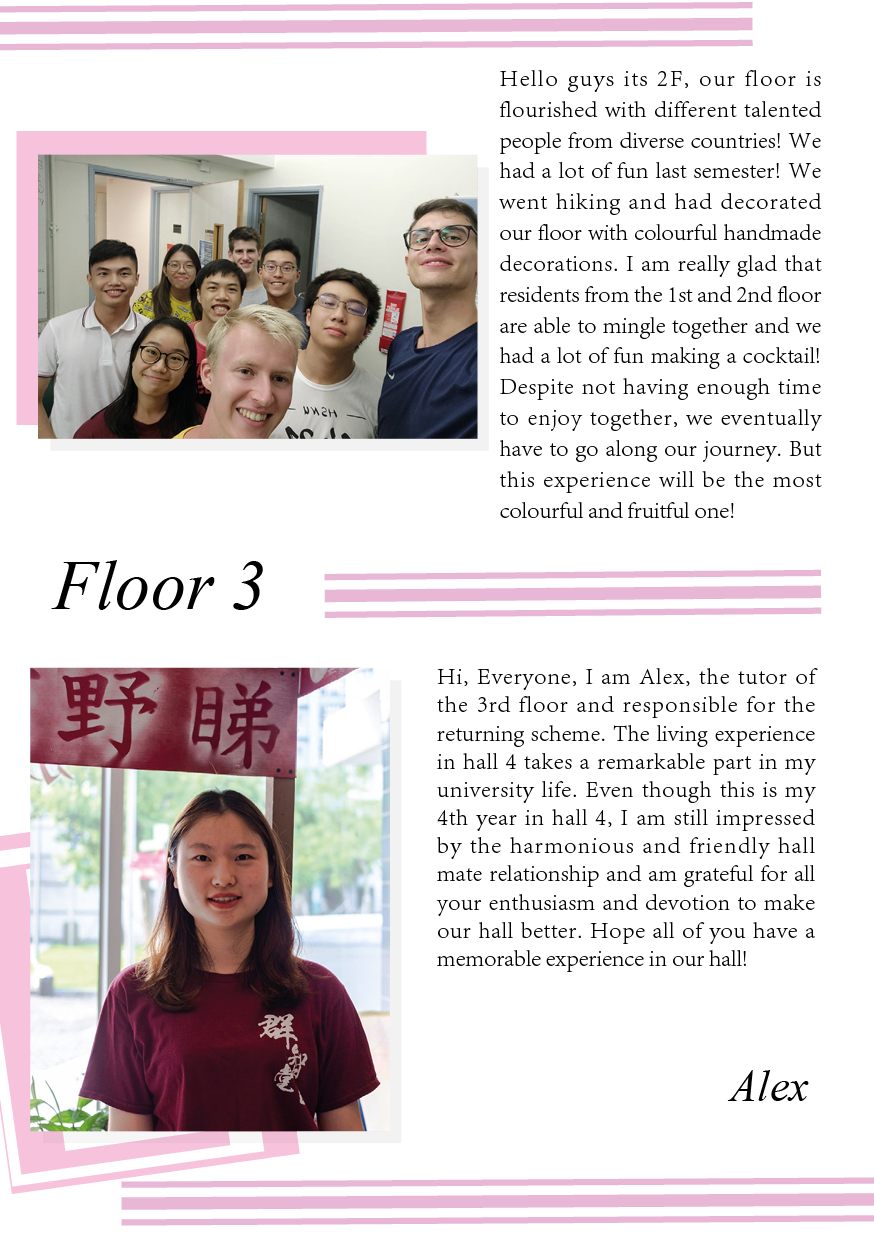 Hello guys its 2F, our floor is
flourished with different talented
people from diverse countries! We
had a lot of fun last semester! We
went hiking and had decorated
our floor with colourful handmade
decorations. I am really glad that
residents from the 1st and 2nd floor
are able to mingle together and we
had a lot of fun making a cocktail!
Despite not having enough time
to enjoy together, we eventually
have to go along our journey. But
this experience will be the most
colourful and fruitful one!
Floor 3
野 睇
Hi, Everyone, I am Alex, the tutor of
the 3rd floor and responsible for the
returning scheme. The living experience
in hall 4 takes a remarkable part in my
university life. Even though this is my
4th year in hall 4, I am still impressed
by the harmonious and friendly hall
mate relationship and am grateful for all
your enthusiasm and devotion to make
our hall better. Hope all of you have a
memorable experience in our hall!
Alex